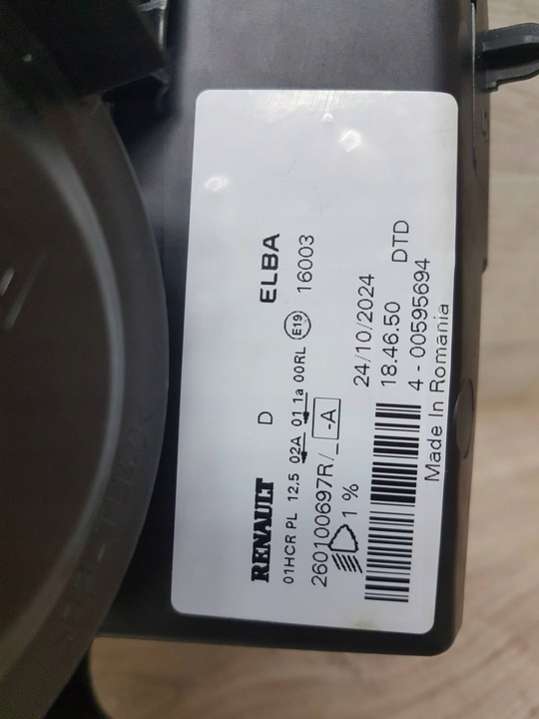 RENAULT D ELBA
01HCR PL 12.5 02A 01 1a 00RL E19 16003
260100697R/_ -A
1 % 24/10/2024
18.46.50 DTD
4-00595694
Made In Romania